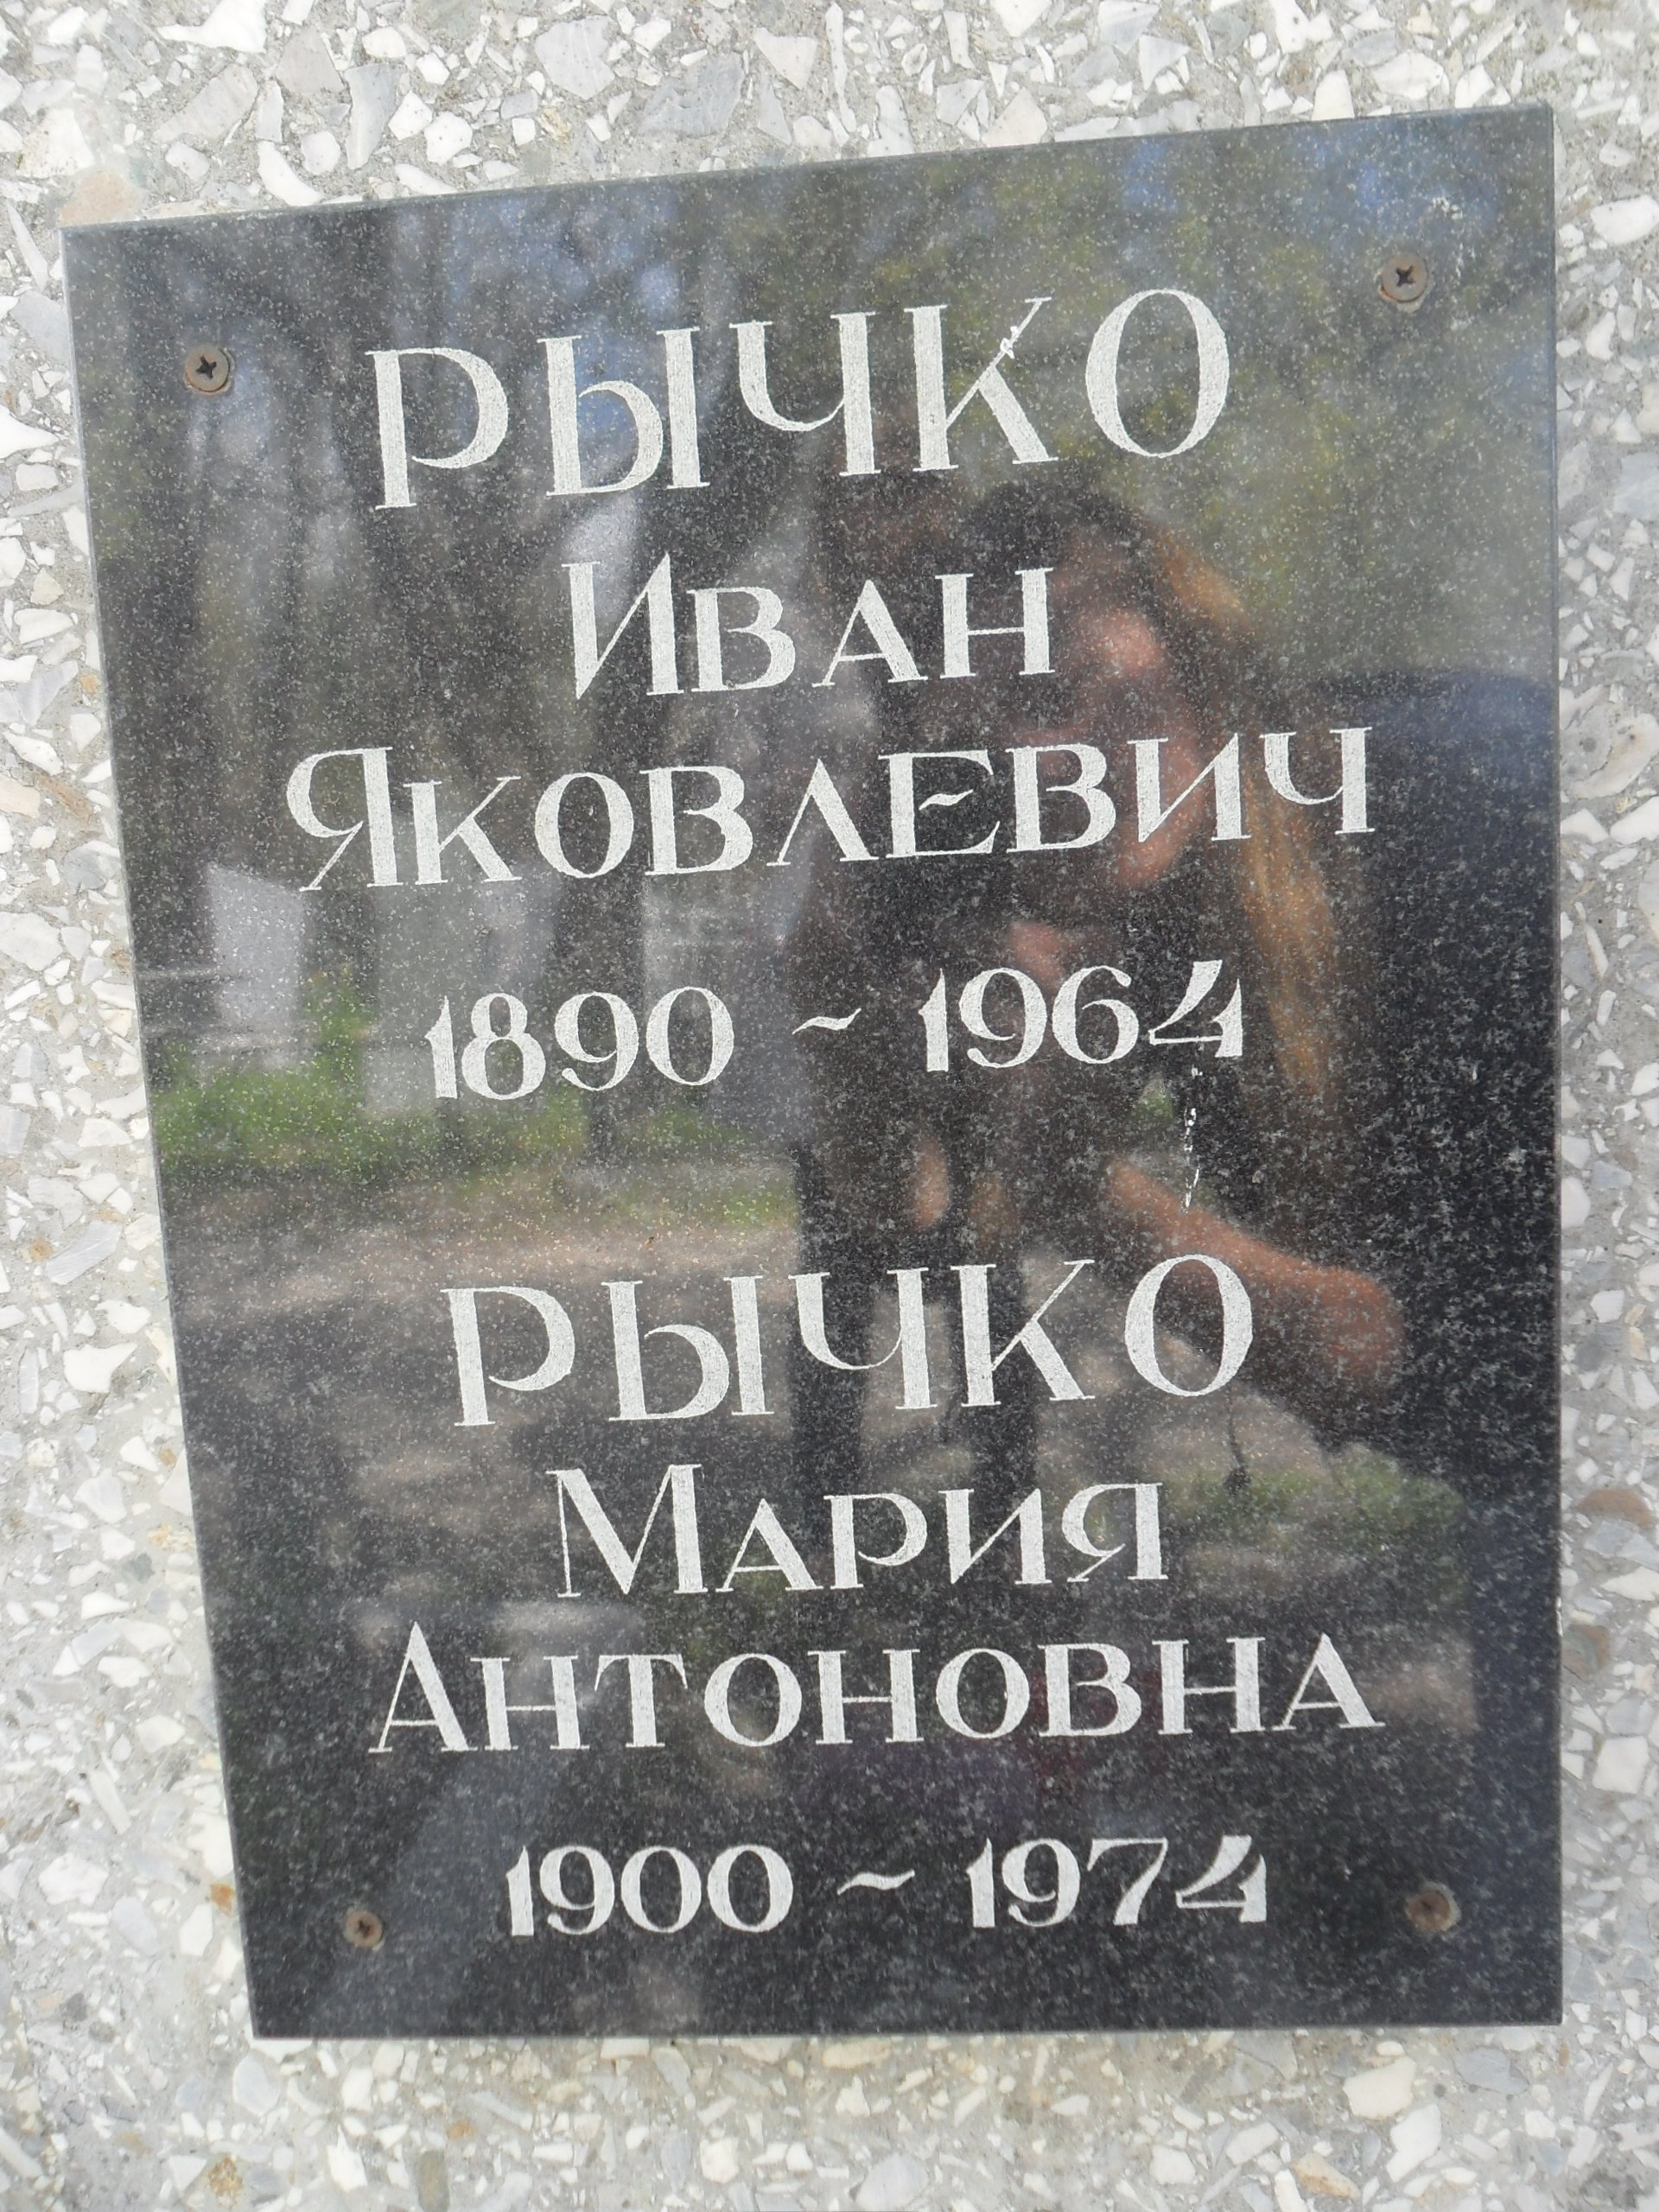 РЫЧКО
ИВАН
ЯКОВЛЕВИЧ
1890 ~ 1964
РЫЧКО
МАРИЯ
АНТОНОВНА
1900 ~ 1974